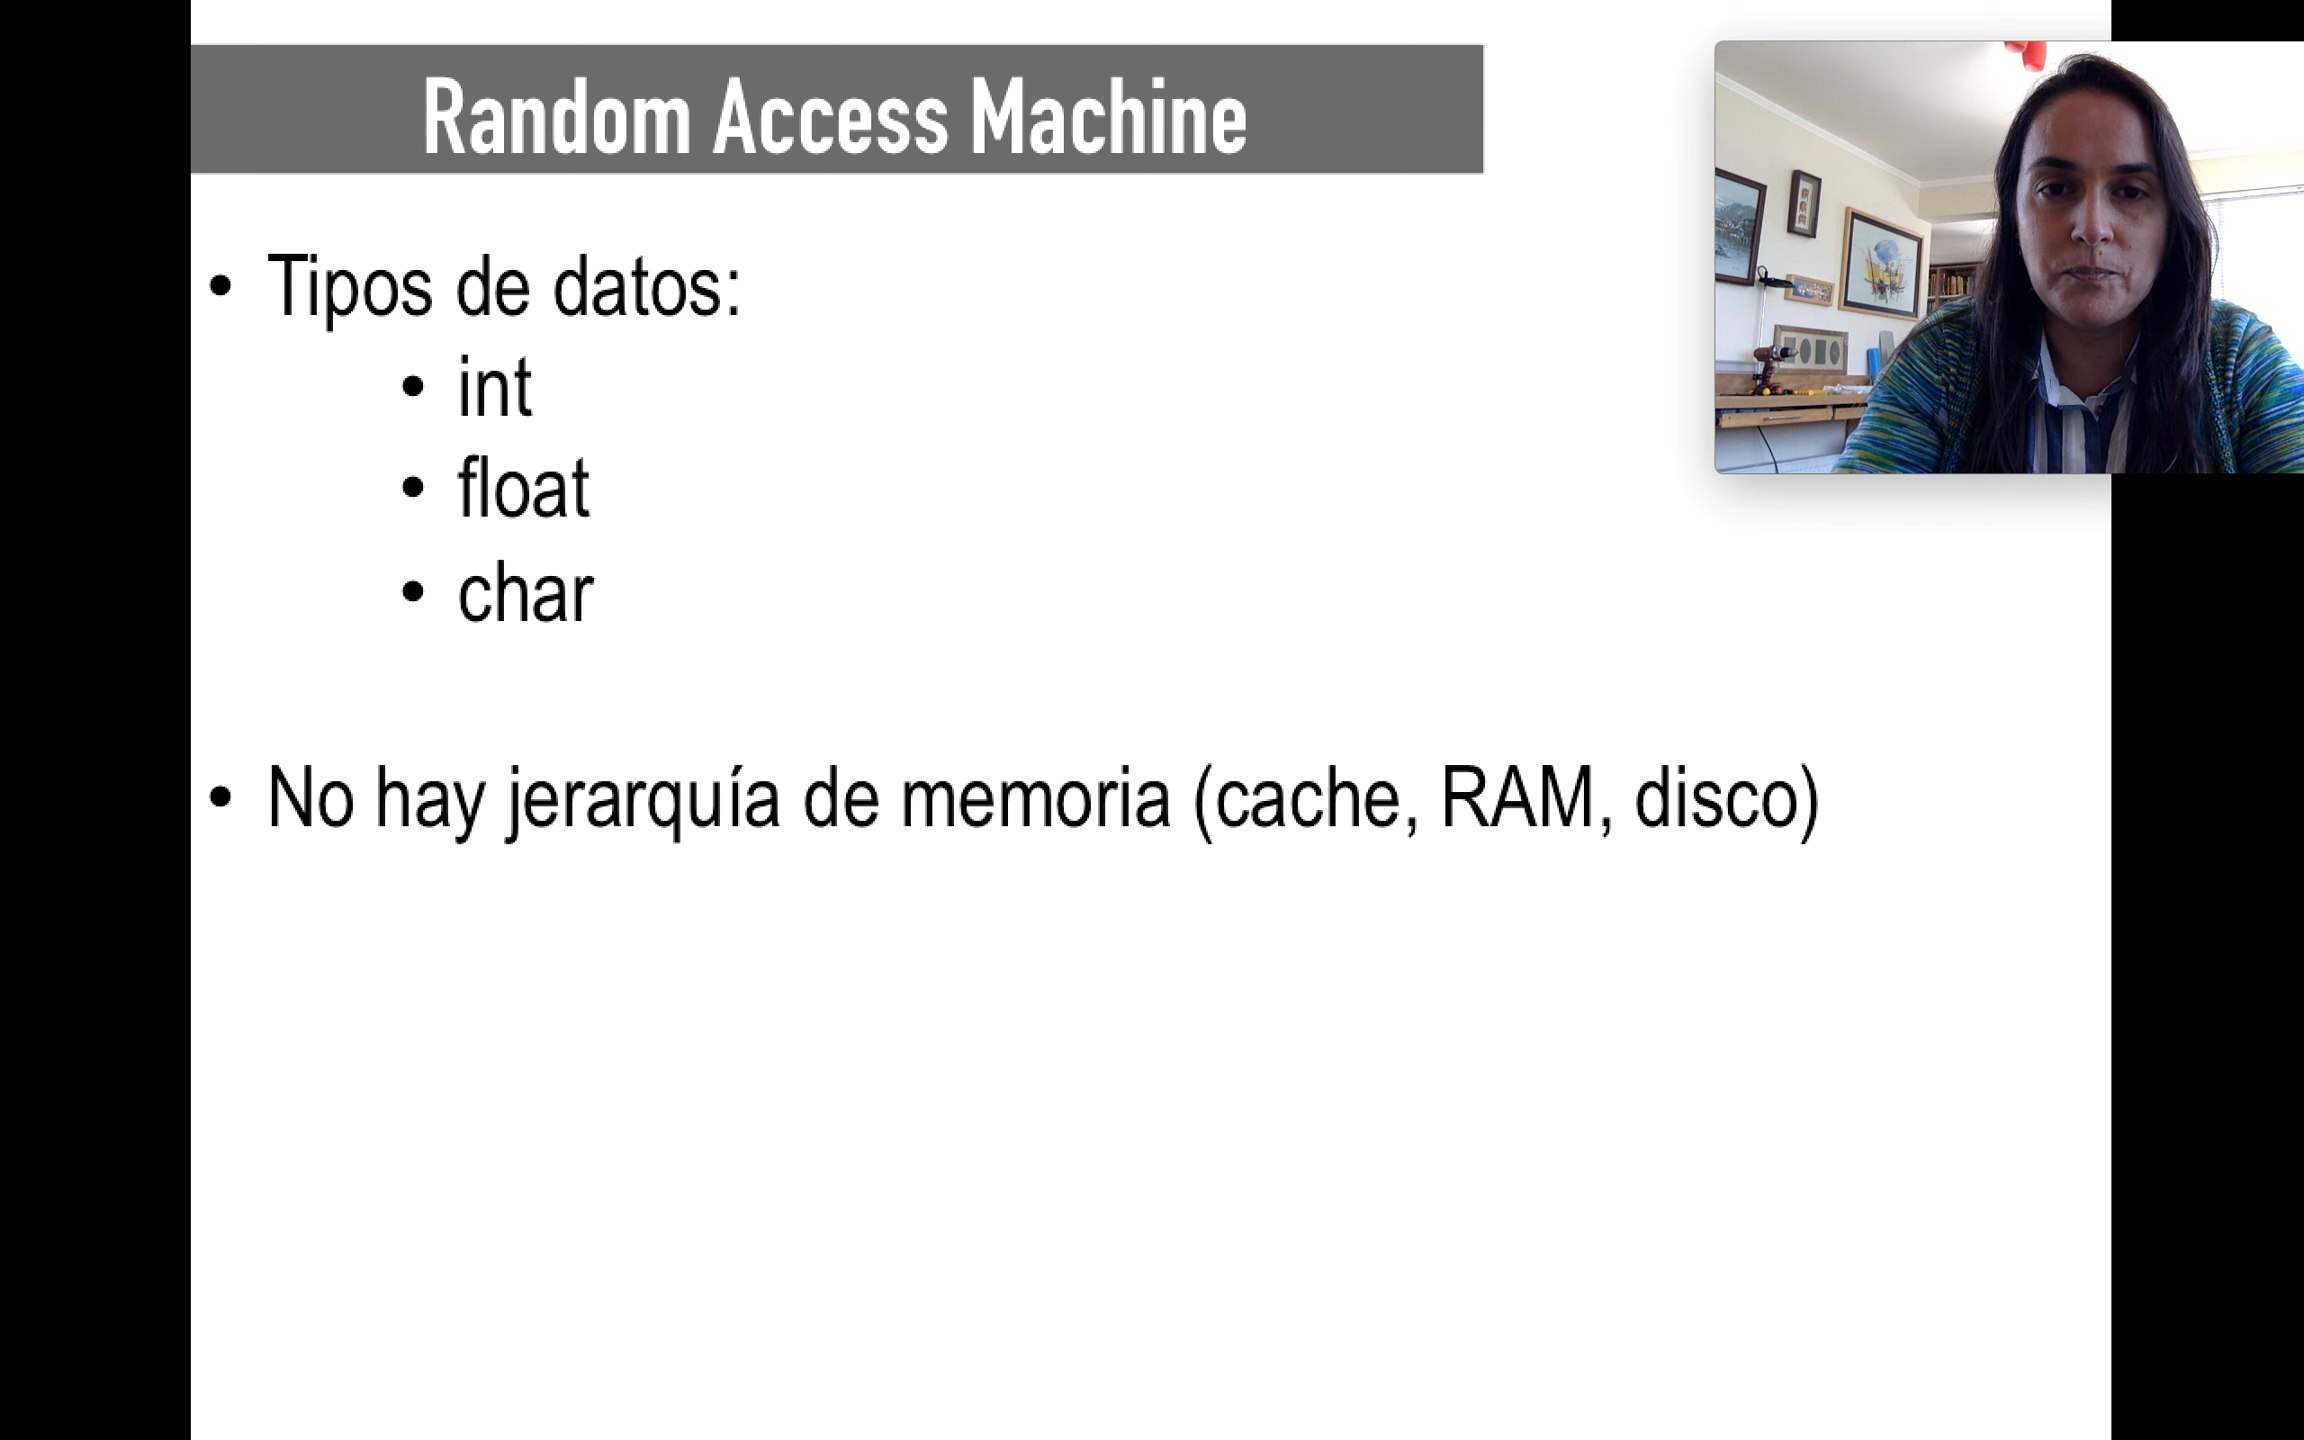 Random Access Machine
• Tipos de datos:
• int
• float
• char
• No hay jerarquía de memoria (cache, RAM, disco)